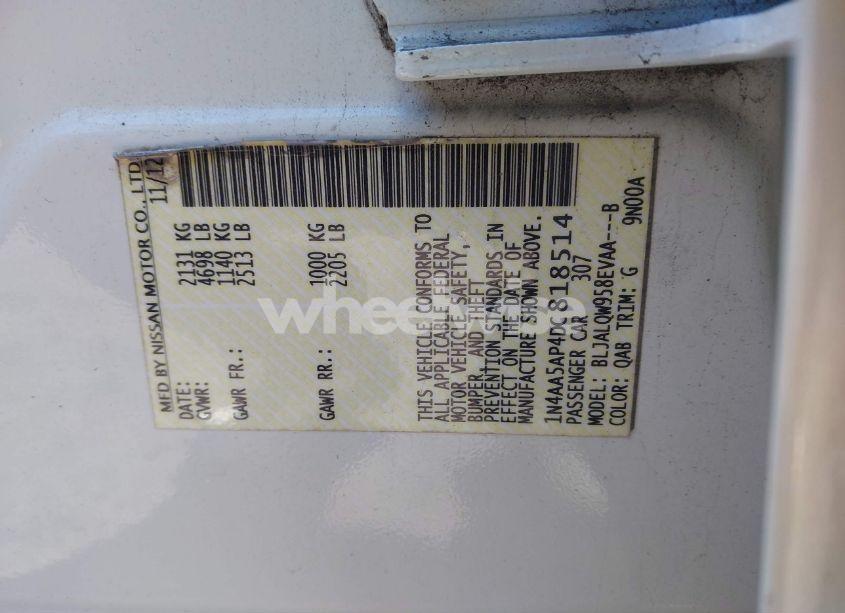 MFD BY NISSAN MOTOR CO., LTD
DATE: 11/12
GVWR: 2131 KG
4698 LB
GAWR FR.: 1140 KG
2513 LB
GAWR RR.: 1000 KG
2205 LB
THIS VEHICLE CONFORMS TO
ALL APPLICABLE FEDERAL
MOTOR VEHICLE SAFETY,
BUMPER, AND THEFT
PREVENTION STANDARDS IN
EFFECT ON THE DATE OF
MANUFACTURE SHOWN ABOVE.
1N4AA5AP4DC818514
PASSENGER CAR 307
MODEL: BLJALQW958EVAA---B
COLOR: QAB TRIM: G 9N00A
wheelwise